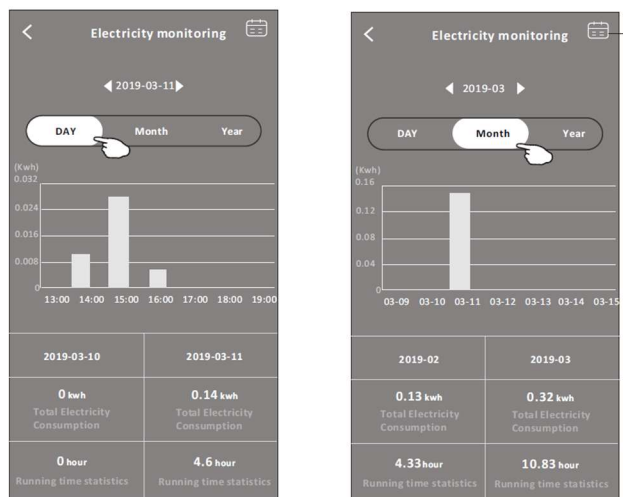 Electricity monitoring
2019-03-11
DAY Month Year
(Kwh)
0.032
0.024
0.016
0.008
0
13:00 14:00 15:00 16:00 17:00 18:00 19:00
2019-03-10 2019-03-11
0 kwh 0.14 kwh
Total Electricity Total Electricity
Consumption Consumption
0 hour 4.6 hour
Running time statistics Running time statistics
Electricity monitoring
2019-03
DAY Month Year
(Kwh)
0.16
0.12
0.08
0.04
0
03-09 03-10 03-11 03-12 03-13 03-14 03-15
2019-02 2019-03
0.13 kwh 0.32 kwh
Total Electricity Total Electricity
Consumption Consumption
4.33 hour 10.83 hour
Running time statistics Running time statistics